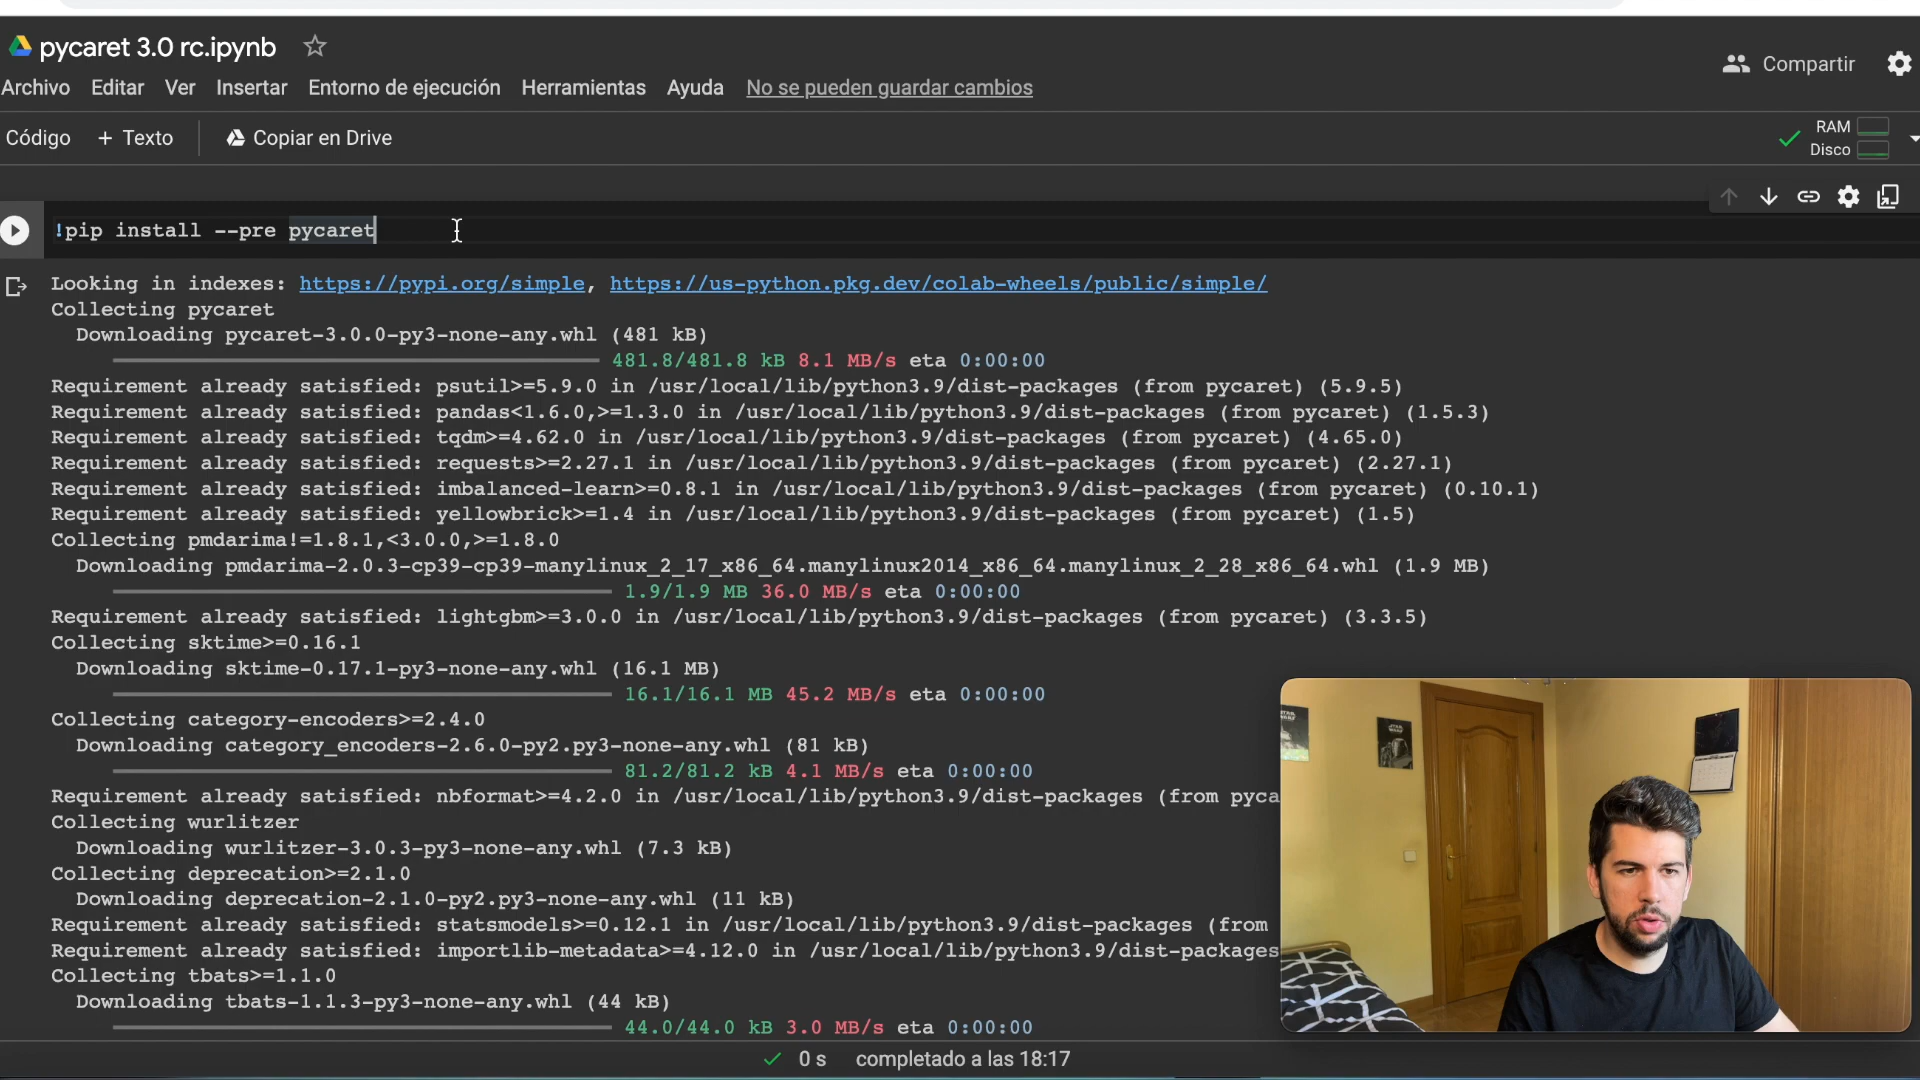 pycaret 3.0 rc.ipynb
Archivo Editar Ver Insertar Entorno de ejecución Herramientas Ayuda No se pueden guardar cambios
Compartir
Código + Texto Copiar en Drive
RAM
Disco
!pip install --pre pycaret
Looking in indexes: https://pypi.org/simple, https://us-python.pkg.dev/colab-wheels/public/simple/
Collecting pycaret
Downloading pycaret-3.0.0-py3-none-any.whl (481 kB)
481.8/481.8 kB 8.1 MB/s eta 0:00:00
Requirement already satisfied: psutil>=5.9.0 in /usr/local/lib/python3.9/dist-packages (from pycaret) (5.9.5)
Requirement already satisfied: pandas<1.6.0,>=1.3.0 in /usr/local/lib/python3.9/dist-packages (from pycaret) (1.5.3)
Requirement already satisfied: tqdm>=4.62.0 in /usr/local/lib/python3.9/dist-packages (from pycaret) (4.65.0)
Requirement already satisfied: requests>=2.27.1 in /usr/local/lib/python3.9/dist-packages (from pycaret) (2.27.1)
Requirement already satisfied: imbalanced-learn>=0.8.1 in /usr/local/lib/python3.9/dist-packages (from pycaret) (0.10.1)
Requirement already satisfied: yellowbrick>=1.4 in /usr/local/lib/python3.9/dist-packages (from pycaret) (1.5)
Collecting pmdarima!=1.8.1,<3.0.0,>=1.8.0
Downloading pmdarima-2.0.3-cp39-cp39-manylinux_2_17_x86_64.manylinux2014_x86_64.manylinux_2_28_x86_64.whl (1.9 MB)
1.9/1.9 MB 36.0 MB/s eta 0:00:00
Requirement already satisfied: lightgbm>=3.0.0 in /usr/local/lib/python3.9/dist-packages (from pycaret) (3.3.5)
Collecting sktime>=0.16.1
Downloading sktime-0.17.1-py3-none-any.whl (16.1 MB)
16.1/16.1 MB 45.2 MB/s eta 0:00:00
Collecting category-encoders>=2.4.0
Downloading category_encoders-2.6.0-py2.py3-none-any.whl (81 kB)
81.2/81.2 kB 4.1 MB/s eta 0:00:00
Requirement already satisfied: nbformat>=4.2.0 in /usr/local/lib/python3.9/dist-packages (from pyca
Collecting wurlitzer
Downloading wurlitzer-3.0.3-py3-none-any.whl (7.3 kB)
Collecting deprecation>=2.1.0
Downloading deprecation-2.1.0-py2.py3-none-any.whl (11 kB)
Requirement already satisfied: statsmodels>=0.12.1 in /usr/local/lib/python3.9/dist-packages (from
Requirement already satisfied: importlib-metadata>=4.12.0 in /usr/local/lib/python3.9/dist-packages
Collecting tbats>=1.1.0
Downloading tbats-1.1.3-py3-none-any.whl (44 kB)
44.0/44.0 kB 3.0 MB/s eta 0:00:00
0 s completado a las 18:17